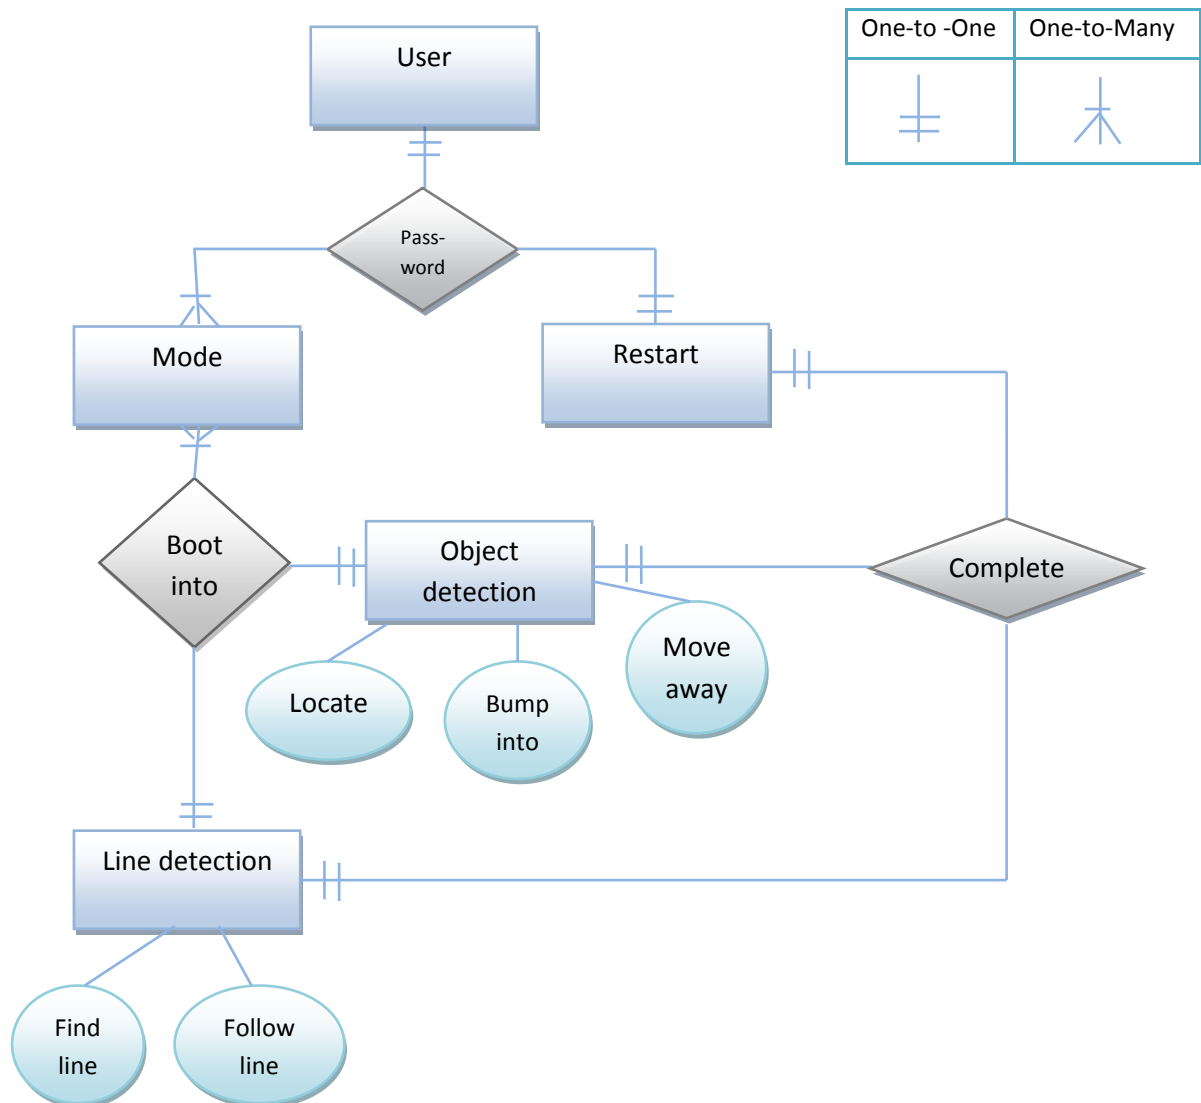 User
One-to -One
One-to-Many
Pass-
word
Mode
Restart
Boot
into
Object
detection
Complete
Locate
Bump
into
Move
away
Line detection
Find
line
Follow
line